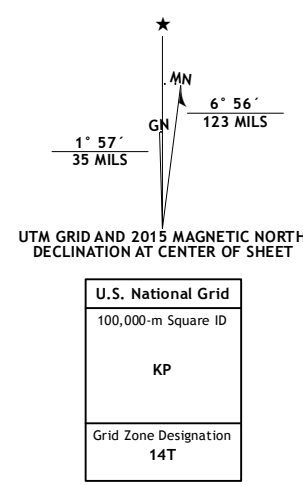 MN
GN
6° 56´
123 MILS
1° 57´
35 MILS
UTM GRID AND 2015 MAGNETIC NORTH
DECLINATION AT CENTER OF SHEET
U.S. National Grid
100,000-m Square ID
KP
Grid Zone Designation
14T